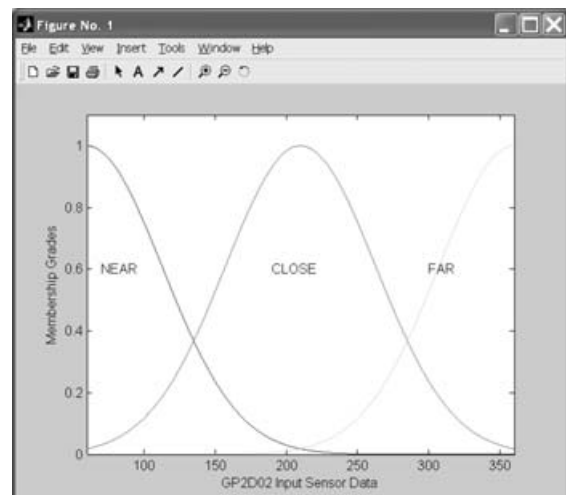 Figure No. 1
File Edit View Insert Tools Window Help
A
1
0.8
0.6
0.4
0.2
0
Membership Grades
NEAR
CLOSE
FAR
100 150 200 250 300 350
GP2D02 Input Sensor Data